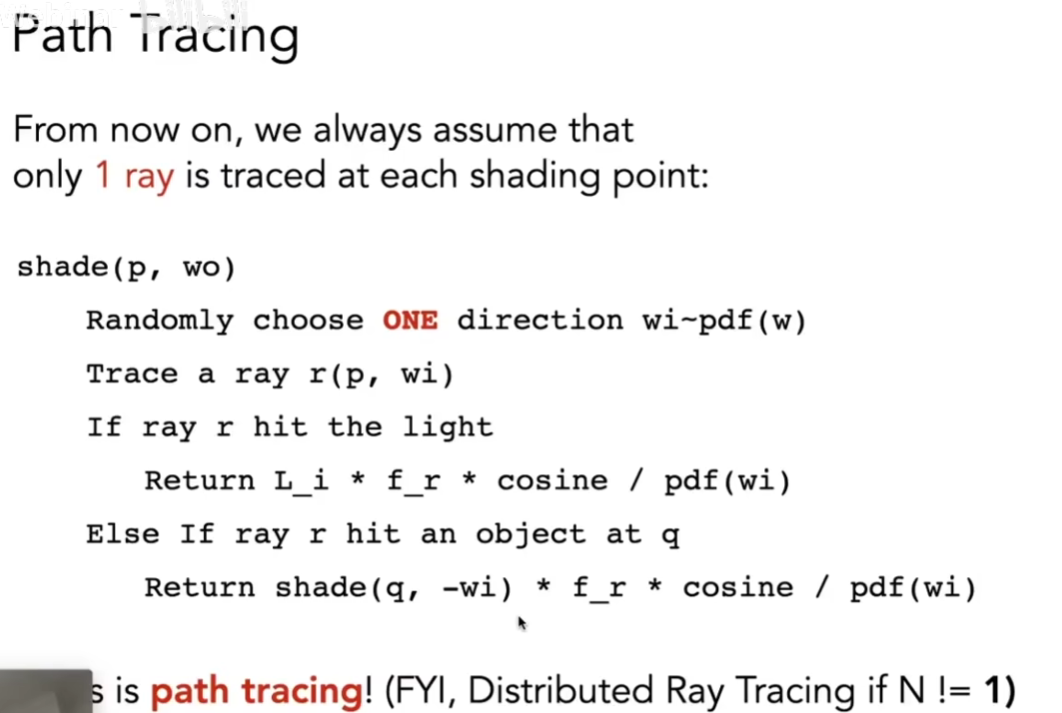 Path Tracing
From now on, we always assume that
only 1 ray is traced at each shading point:
shade(p, wo)
Randomly choose ONE direction wi~pdf(w)
Trace a ray r(p, wi)
If ray r hit the light
Return L_i * f_r * cosine / pdf(wi)
Else If ray r hit an object at q
Return shade(q, -wi) * f_r * cosine / pdf(wi)
s is path tracing! (FYI, Distributed Ray Tracing if N != 1)